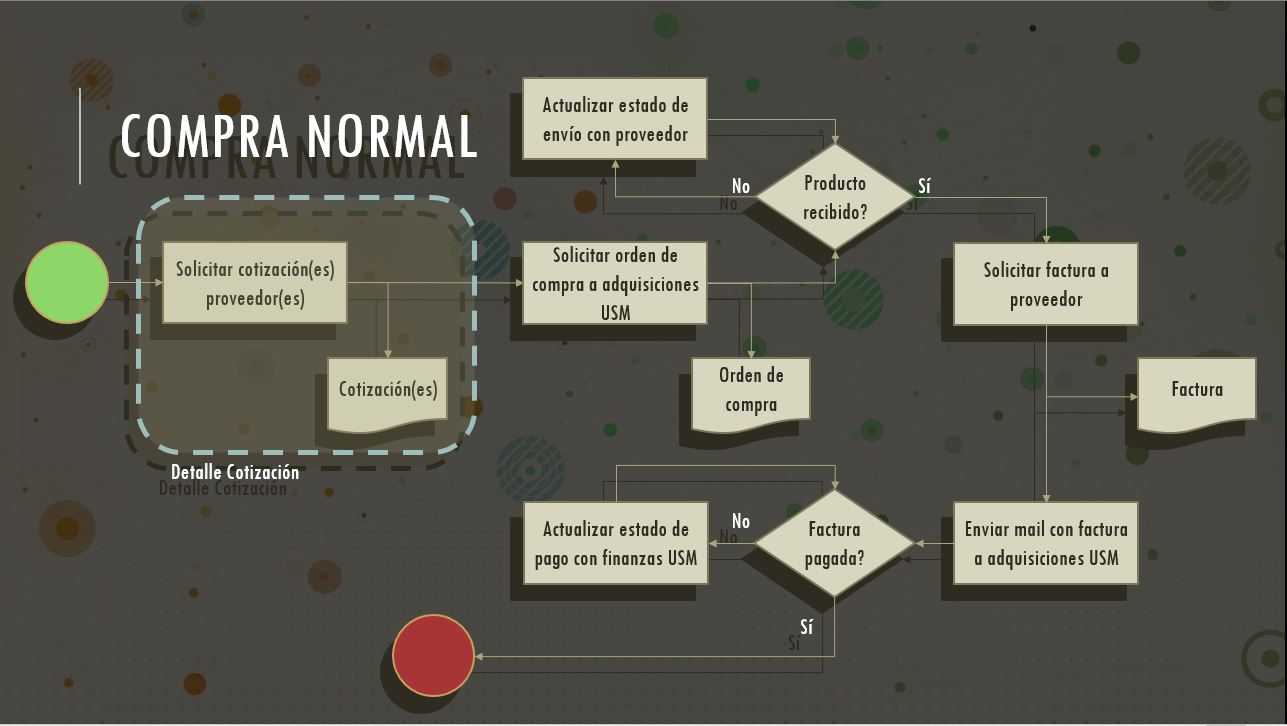 COMPRA NORMAL
Actualizar estado de
envío con proveedor
Producto
recibido?
No
Sí
Solicitar cotización(es)
proveedor(es)
Cotización(es)
Detalle Cotización
Solicitar orden de
compra a adquisiciones
USM
Orden de
compra
Solicitar factura a
proveedor
Factura
Enviar mail con factura
a adquisiciones USM
Factura
pagada?
No
Actualizar estado de
pago con finanzas USM
Sí